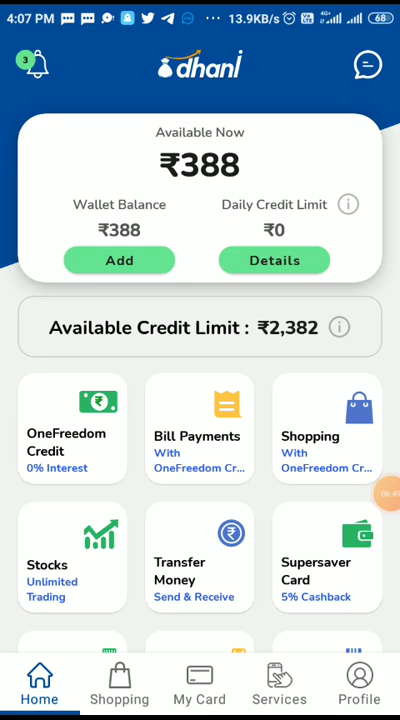 4:07 PM
13.9KB/s
4G+
68
3
dhani
Available Now
₹388
Wallet Balance
Daily Credit Limit
₹388
₹0
Add
Details
Available Credit Limit : ₹2,382
OneFreedom
Credit
0% Interest
Bill Payments
With
OneFreedom Cr...
Shopping
With
OneFreedom Cr...
Stocks
Unlimited
Trading
Transfer
Money
Send & Receive
Supersaver
Card
5% Cashback
Home
Shopping
My Card
Services
Profile